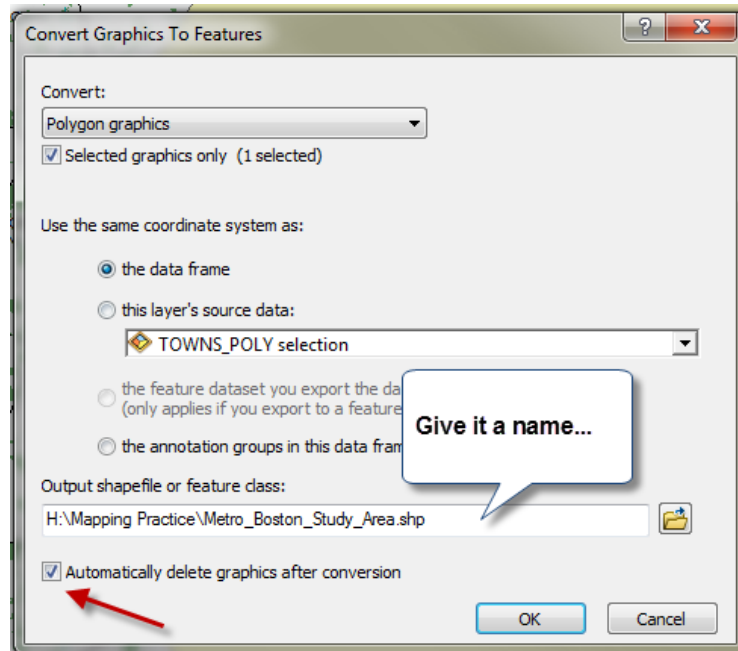 Convert Graphics To Features
Convert:
Polygon graphics
Selected graphics only (1 selected)
Use the same coordinate system as:
the data frame
this layer's source data:
TOWNS_POLY selection
the feature dataset you export the da
(only applies if you export to a feature
the annotation groups in this data fram
Give it a name...
Output shapefile or feature class:
H:\Mapping Practice\Metro_Boston_Study_Area.shp
Automatically delete graphics after conversion
OK
Cancel